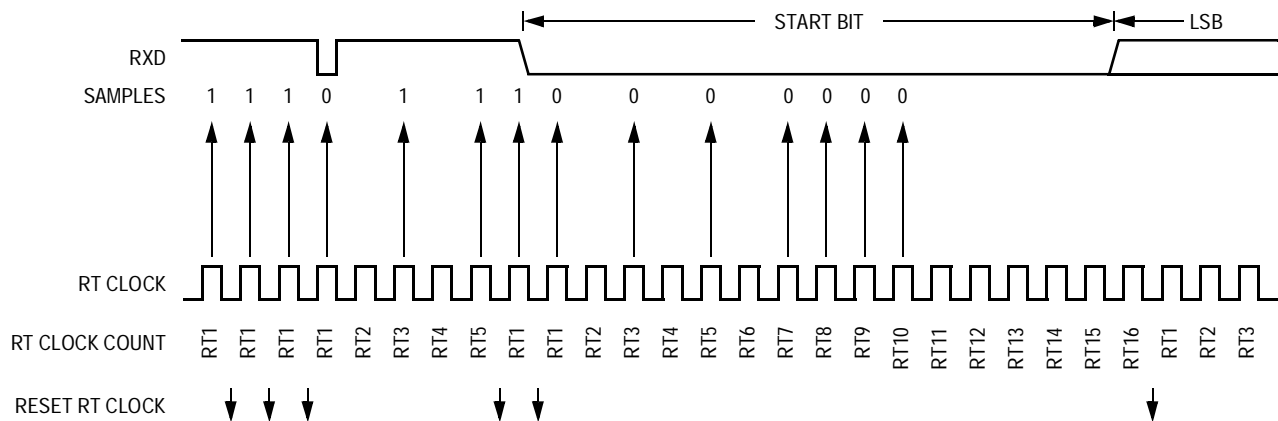 START BIT LSB
RXD
SAMPLES 1 1 1 0 1 1 1 0 0 0 0 0 0 0
RT CLOCK
RT CLOCK COUNT RT1 RT1 RT1 RT1 RT2 RT3 RT4 RT5 RT1 RT1 RT2 RT3 RT4 RT5 RT6 RT7 RT8 RT9 RT10 RT11 RT12 RT13 RT14 RT15 RT16 RT1 RT2 RT3
RESET RT CLOCK